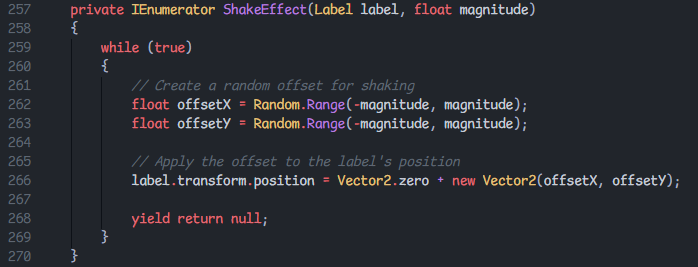 257 private IEnumerator ShakeEffect(Label label, float magnitude)
258 {
259 while (true)
260 {
261 // Create a random offset for shaking
262 float offsetX = Random.Range(-magnitude, magnitude);
263 float offsetY = Random.Range(-magnitude, magnitude);
264
265 // Apply the offset to the label's position
266 label.transform.position = Vector2.zero + new Vector2(offsetX, offsetY);
267
268 yield return null;
269 }
270 }